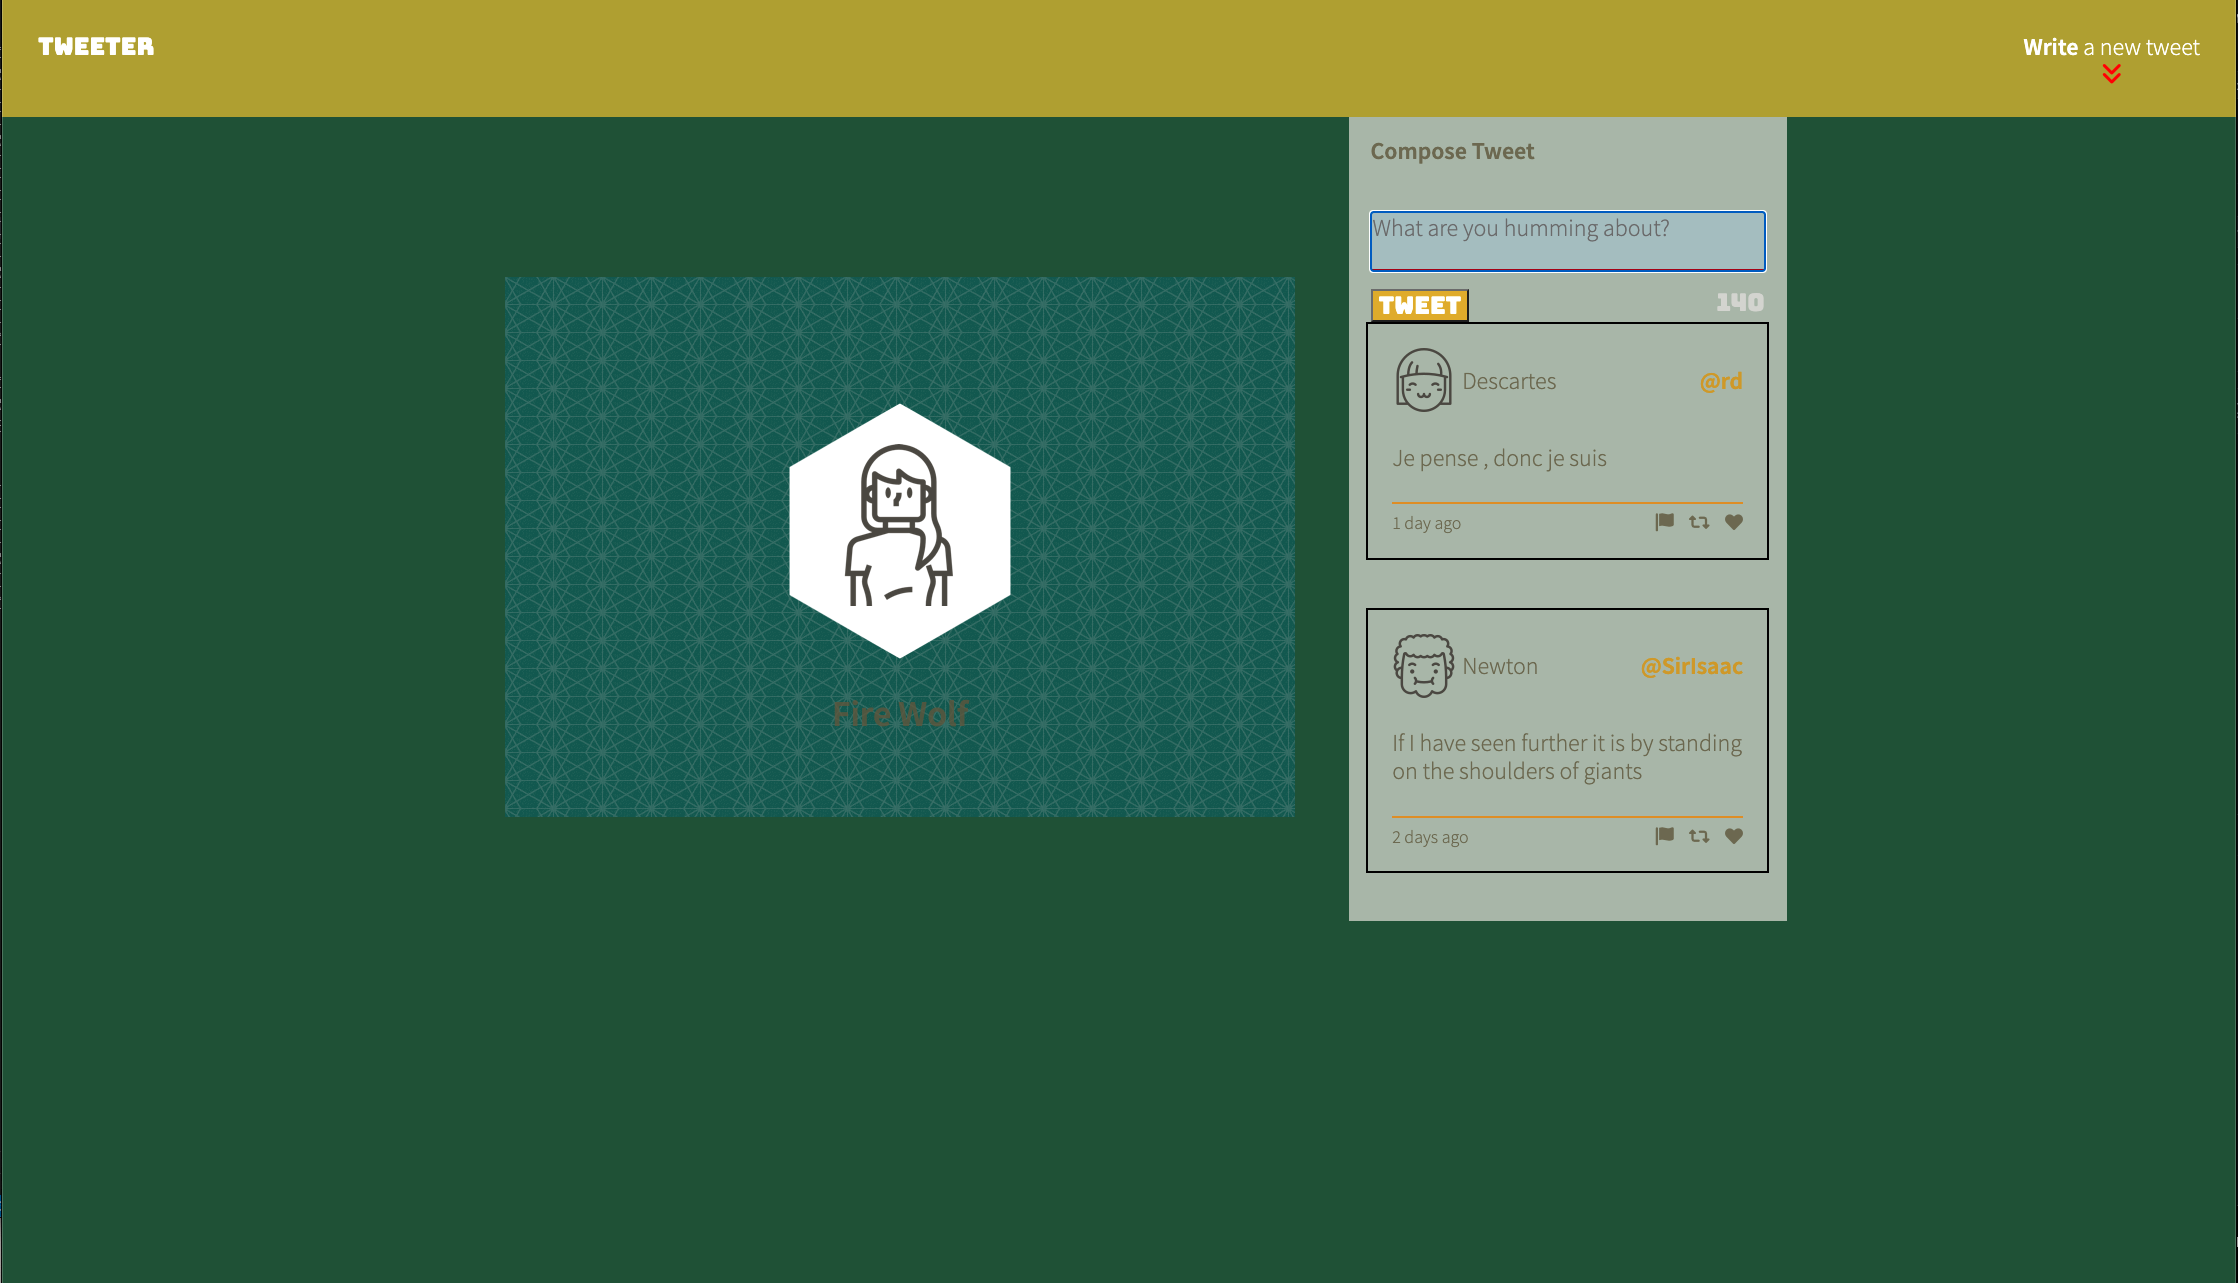 TWEETER
Write a new tweet
Compose Tweet
What are you humming about?
TWEET
140
Descartes
@rd
Je pense , donc je suis
1 day ago
Fire Wolf
Newton
@SirIsaac
If I have seen further it is by standing
on the shoulders of giants
2 days ago